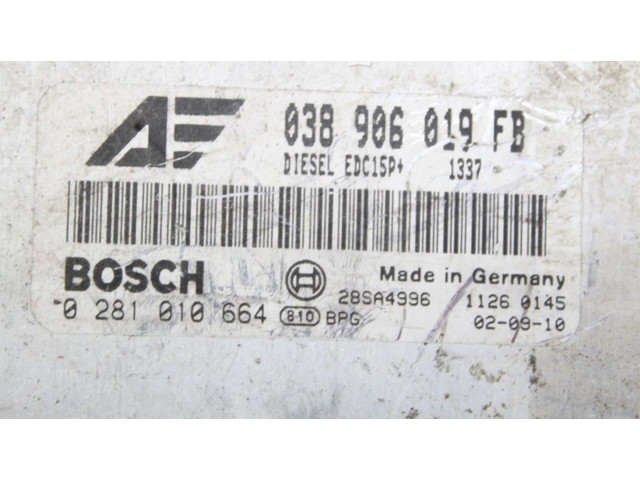 AE 038 906 019 FB
DIESEL EDC15P+ 1337
BOSCH Made in Germany
28SA4996 1126 0145
0 281 010 664 810 BPG 02-09-10